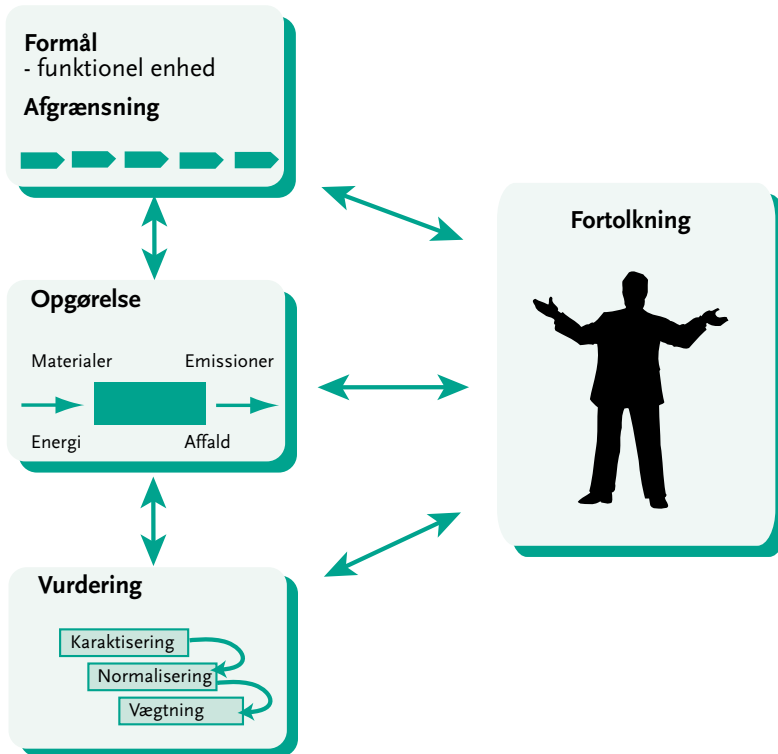 Formål
- funktionel enhed
Afgrænsning
Fortolkning
Opgørelse
Materialer
Emissioner
Energi
Affald
Vurdering
Karaktisering
Normalisering
Vægtning